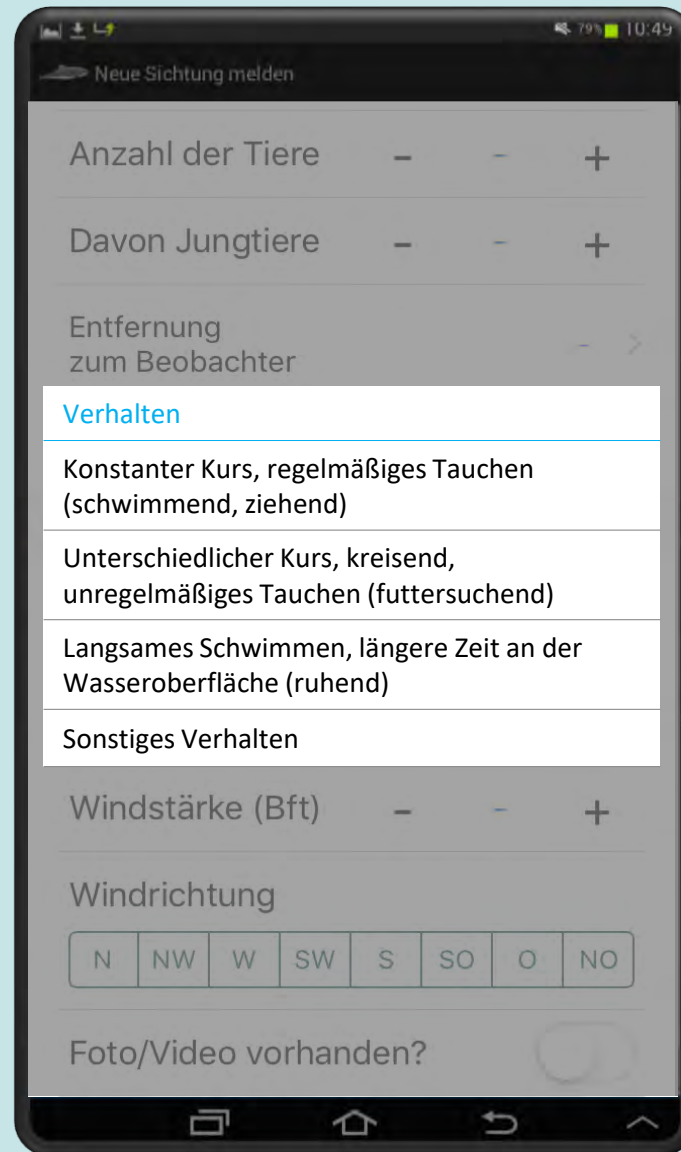 79% 10:49
Neue Sichtung melden
Anzahl der Tiere - - +
Davon Jungtiere - - +
Entfernung
zum Beobachter - >
Verhalten
Konstanter Kurs, regelmäßiges Tauchen
(schwimmend, ziehend)
Unterschiedlicher Kurs, kreisend,
unregelmäßiges Tauchen (futtersuchend)
Langsames Schwimmen, längere Zeit an der
Wasseroberfläche (ruhend)
Sonstiges Verhalten
Windstärke (Bft) - - +
Windrichtung
N NW W SW S SO O NO
Foto/Video vorhanden?